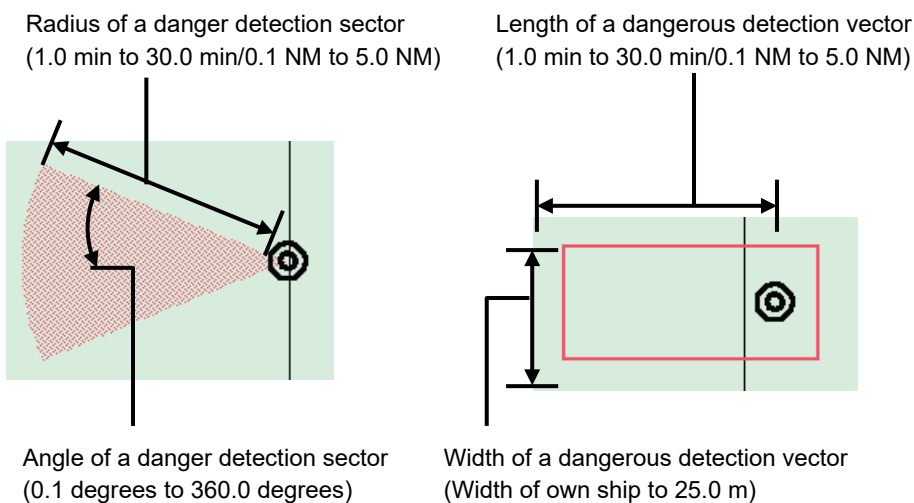 Radius of a danger detection sector
(1.0 min to 30.0 min/0.1 NM to 5.0 NM)
Length of a dangerous detection vector
(1.0 min to 30.0 min/0.1 NM to 5.0 NM)
Angle of a danger detection sector
(0.1 degrees to 360.0 degrees)
Width of a dangerous detection vector
(Width of own ship to 25.0 m)